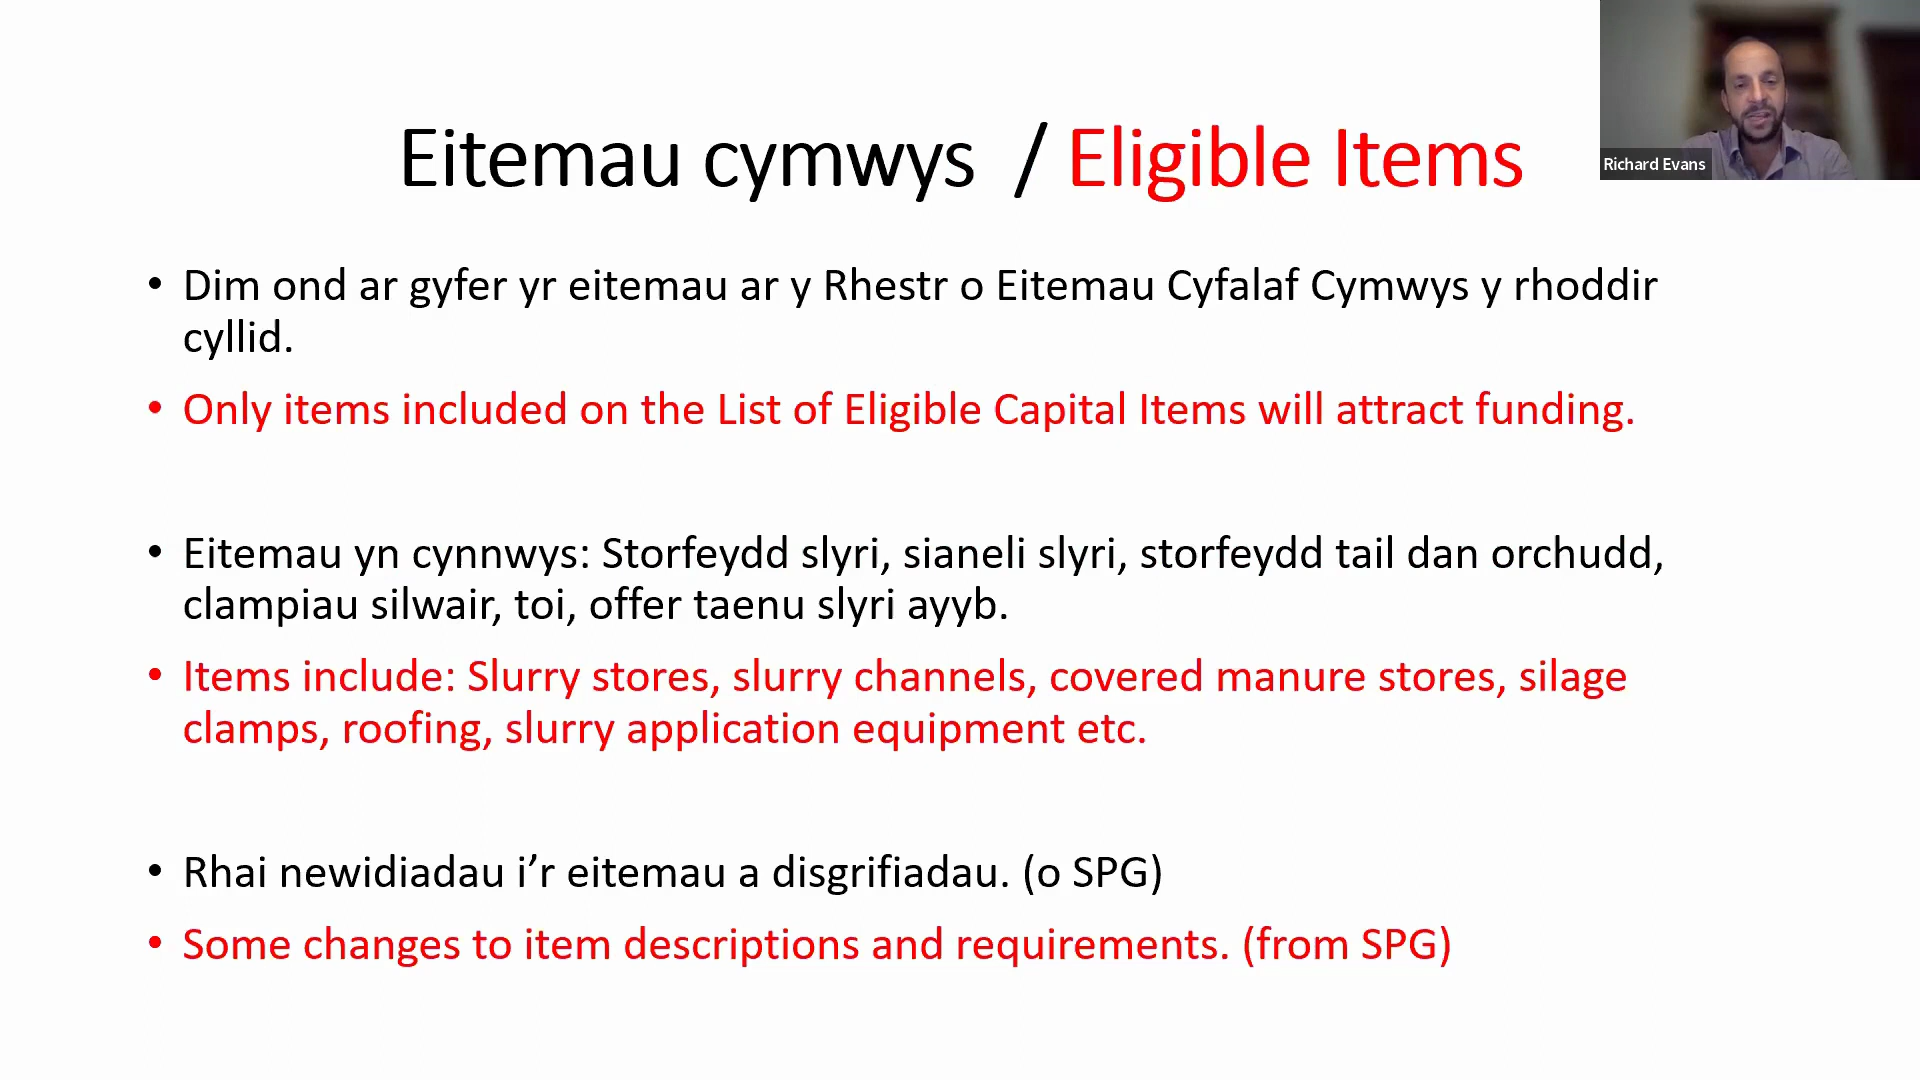 Eitemau cymwys / Eligible Items
Richard Evans
• Dim ond ar gyfer yr eitemau ar y Rhestr o Eitemau Cyfalaf Cymwys y rhoddir
cyllid.
• Only items included on the List of Eligible Capital Items will attract funding.
• Eitemau yn cynnwys: Storfeydd slyri, sianeli slyri, storfeydd tail dan orchudd,
clampiau silwair, toi, offer taenu slyri ayyb.
• Items include: Slurry stores, slurry channels, covered manure stores, silage
clamps, roofing, slurry application equipment etc.
• Rhai newidiadau i’r eitemau a disgrifiadau. (o SPG)
• Some changes to item descriptions and requirements. (from SPG)